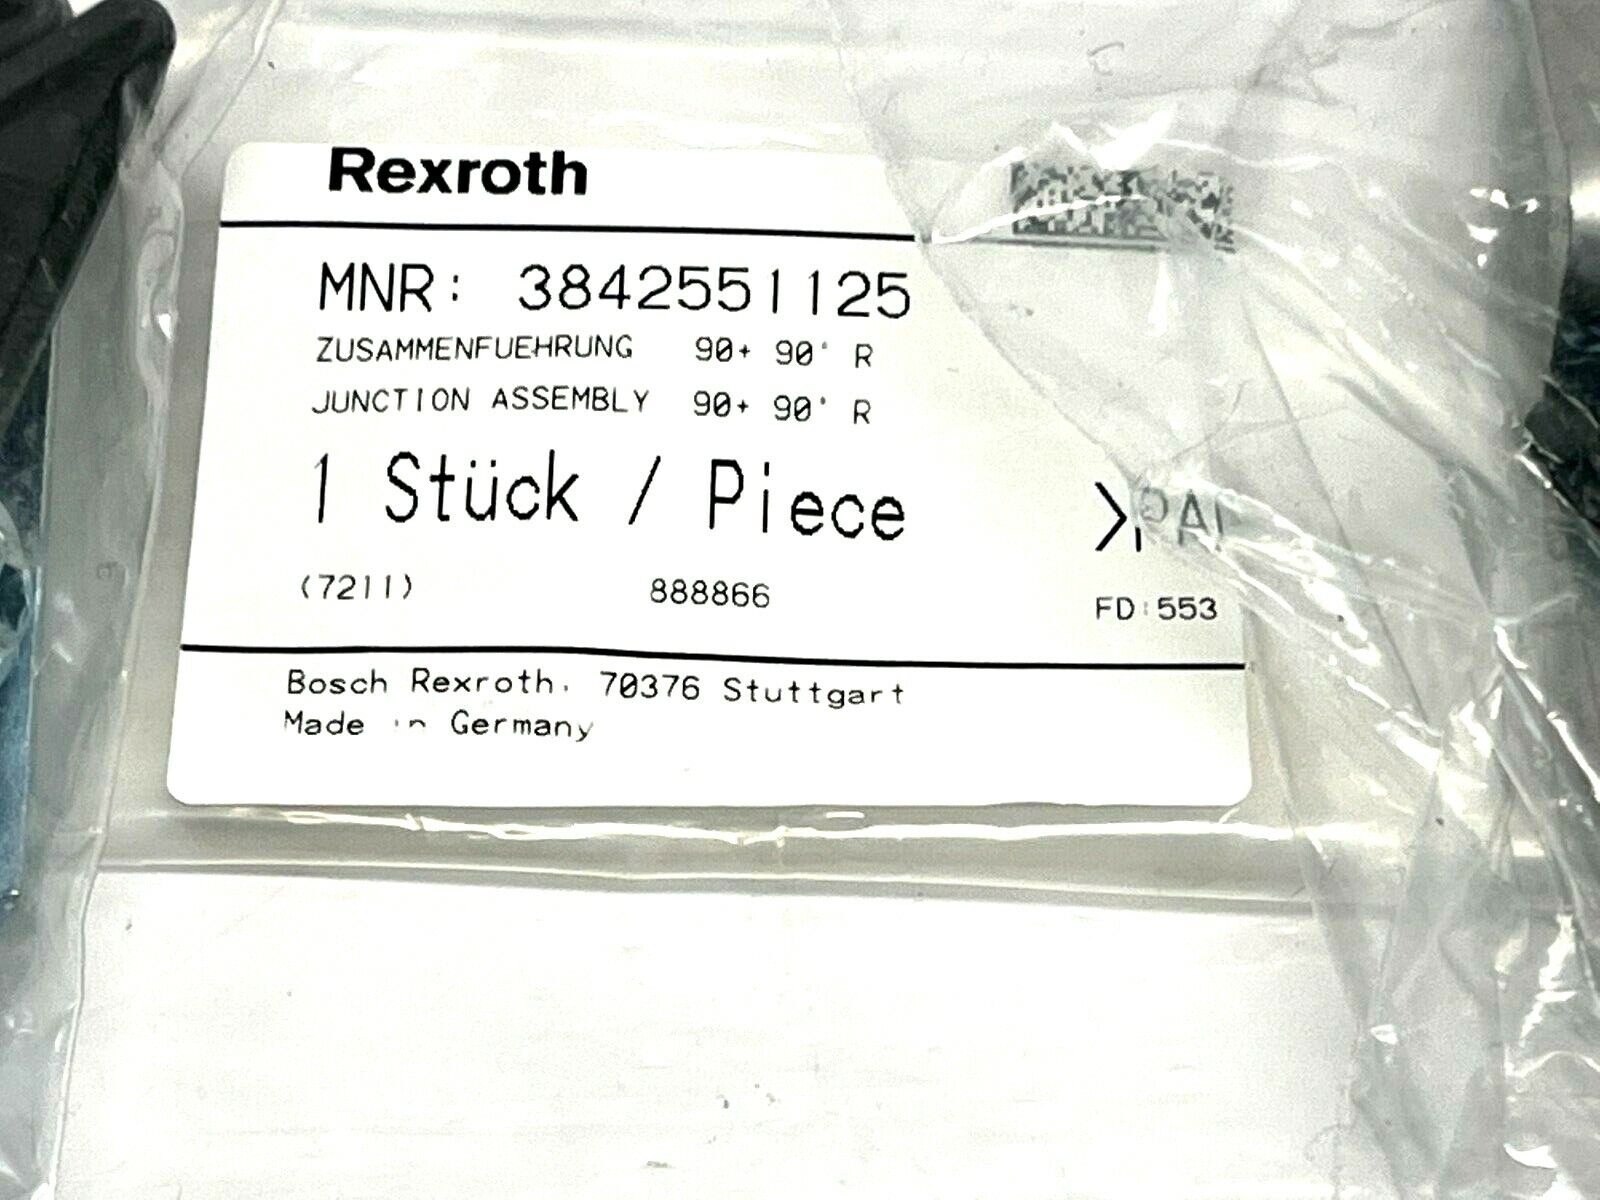 Rexroth
MNR: 3842551125
ZUSAMMENFUEHRUNG 90+ 90° R
JUNCTION ASSEMBLY 90+ 90° R
1 Stück / Piece
(7211) 888866
FD:553
Bosch Rexroth, 70376 Stuttgart
Made in Germany